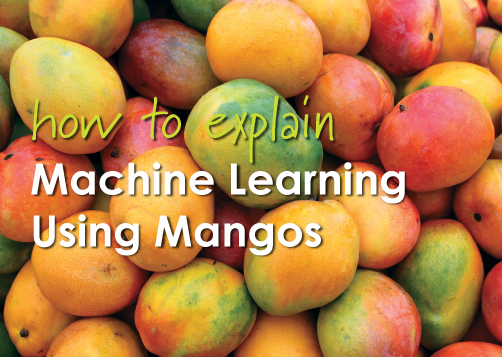 how to explain
Machine Learning
Using Mangos